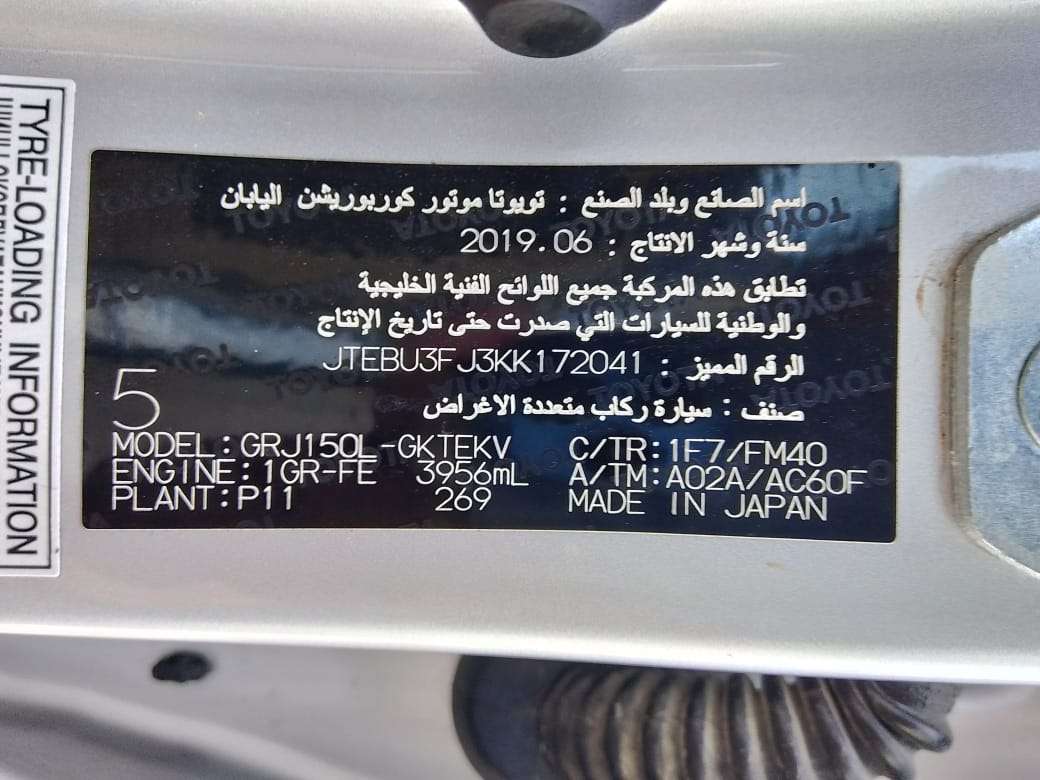 TYRE-LOADING INFORMATION
اسم الصانع وبلد الصنع : تويوتا موتور كوربوريشن اليابان
سنة وشهر الانتاج : 2019.06
تطابق هذه المركبة جميع اللوائح الفنية الخليجية
والوطنية للسيارات التي صدرت حتى تاريخ الإنتاج
الرقم المميز : JTEBU3FJ3KK172041
صنف : سيارة ركاب متعددة الاغراض
5
MODEL:GRJ150L-GKTEKV C/TR:1F7/FM40
ENGINE:1GR-FE 3956mL A/TM:A02A/AC60F
PLANT:P11 269 MADE IN JAPAN